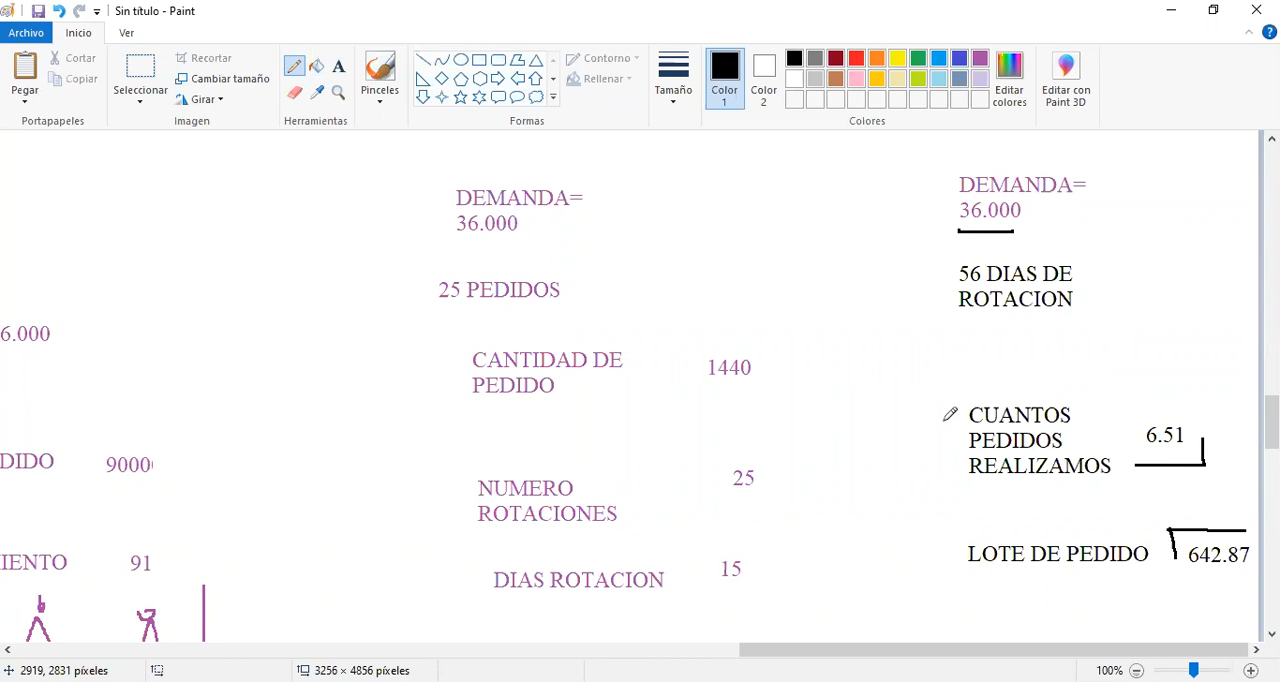 Sin título - Paint
Archivo
Inicio
Ver
Pegar
Cortar
Copiar
Portapapeles
Seleccionar
Recortar
Cambiar tamaño
Girar
Imagen
A
Herramientas
Pinceles
Contorno
Rellenar
Formas
Tamaño
Color
1
Color
2
Editar
colores
Colores
Editar con
Paint 3D
6.000
DIDO 9000
IENTO 91
DEMANDA=
36.000
25 PEDIDOS
CANTIDAD DE
PEDIDO
1440
NUMERO
ROTACIONES
25
DIAS ROTACION 15
DEMANDA=
36.000
56 DIAS DE
ROTACION
CUANTOS
PEDIDOS
REALIZAMOS
6.51
LOTE DE PEDIDO 642.87
2919, 2831 píxeles
3256 × 4856 píxeles
100%